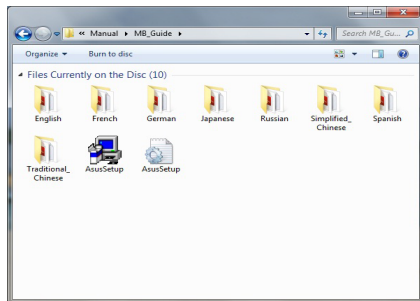 « Manual ▸ MB_Guide ▸
Search MB_Gu...
Organize ▾ Burn to disc
Files Currently on the Disc (10)
English
French
German
Japanese
Russian
Simplified_
Chinese
Spanish
Traditional_
Chinese
AsusSetup
AsusSetup